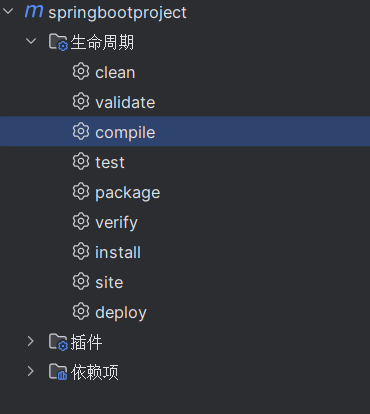 m springbootproject
生命周期
clean
validate
compile
test
package
verify
install
site
deploy
插件
依赖项